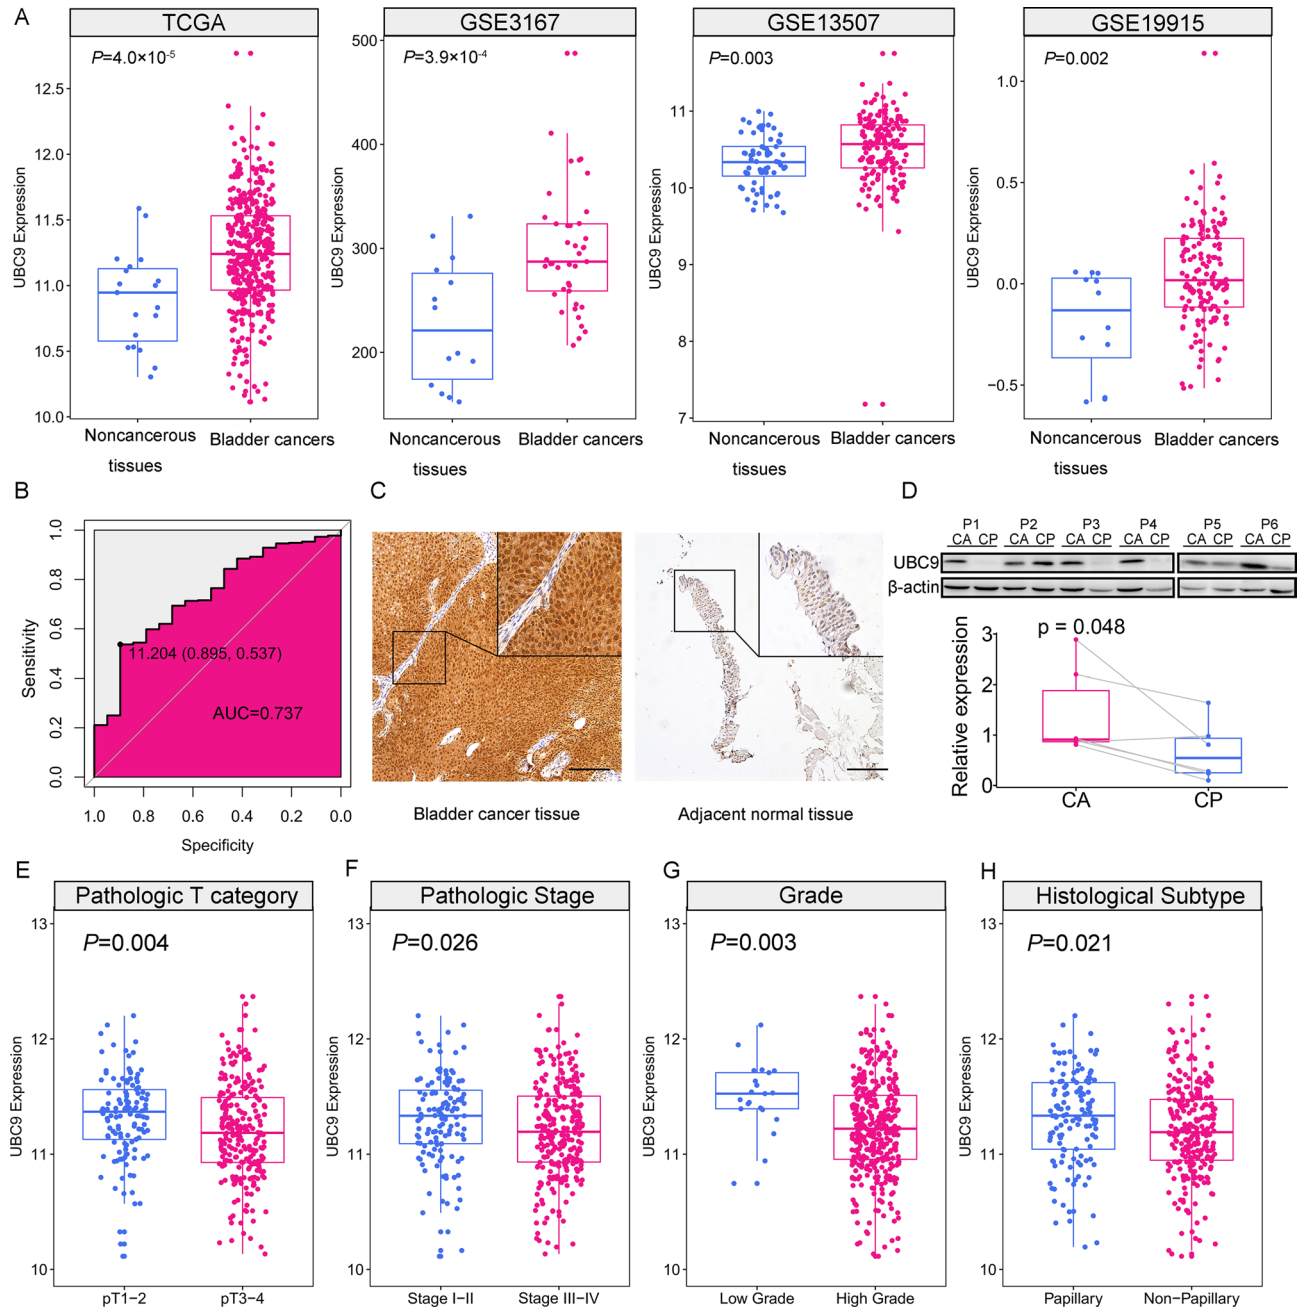 A
TCGA
P=4.0×10-5
UBC9 Expression
12.5
12.0
11.5
11.0
10.5
10.0
Noncancerous
tissues
Bladder cancers
GSE3167
P=3.9×10-4
UBC9 Expression
500
400
300
200
Noncancerous
tissues
Bladder cancers
GSE13507
P=0.003
UBC9 Expression
11
10
9
8
7
Noncancerous
tissues
Bladder cancers
GSE19915
P=0.002
UBC9 Expression
1.0
0.5
0.0
−0.5
Noncancerous
tissues
Bladder cancers
B
Sensitivity
1.0
0.8
0.6
0.4
0.2
0.0
11.204 (0.895, 0.537)
AUC=0.737
1.0 0.8 0.6 0.4 0.2 0.0
Specificity
C
Bladder cancer tissue
Adjacent normal tissue
D
P1 P2 P3 P4 P5 P6
CA CP CA CP CA CP CA CP CA CP CA CP
UBC9
β-actin
p = 0.048
Relative expression
3
2
1
0
CA CP
E
Pathologic T category
P=0.004
UBC9 Expression
13
12
11
10
pT1−2 pT3−4
F
Pathologic Stage
P=0.026
UBC9 Expression
13
12
11
10
Stage I−II Stage III−IV
G
Grade
P=0.003
UBC9 Expression
13
12
11
10
Low Grade High Grade
H
Histological Subtype
P=0.021
UBC9 Expression
13
12
11
10
Papillary Non−Papillary